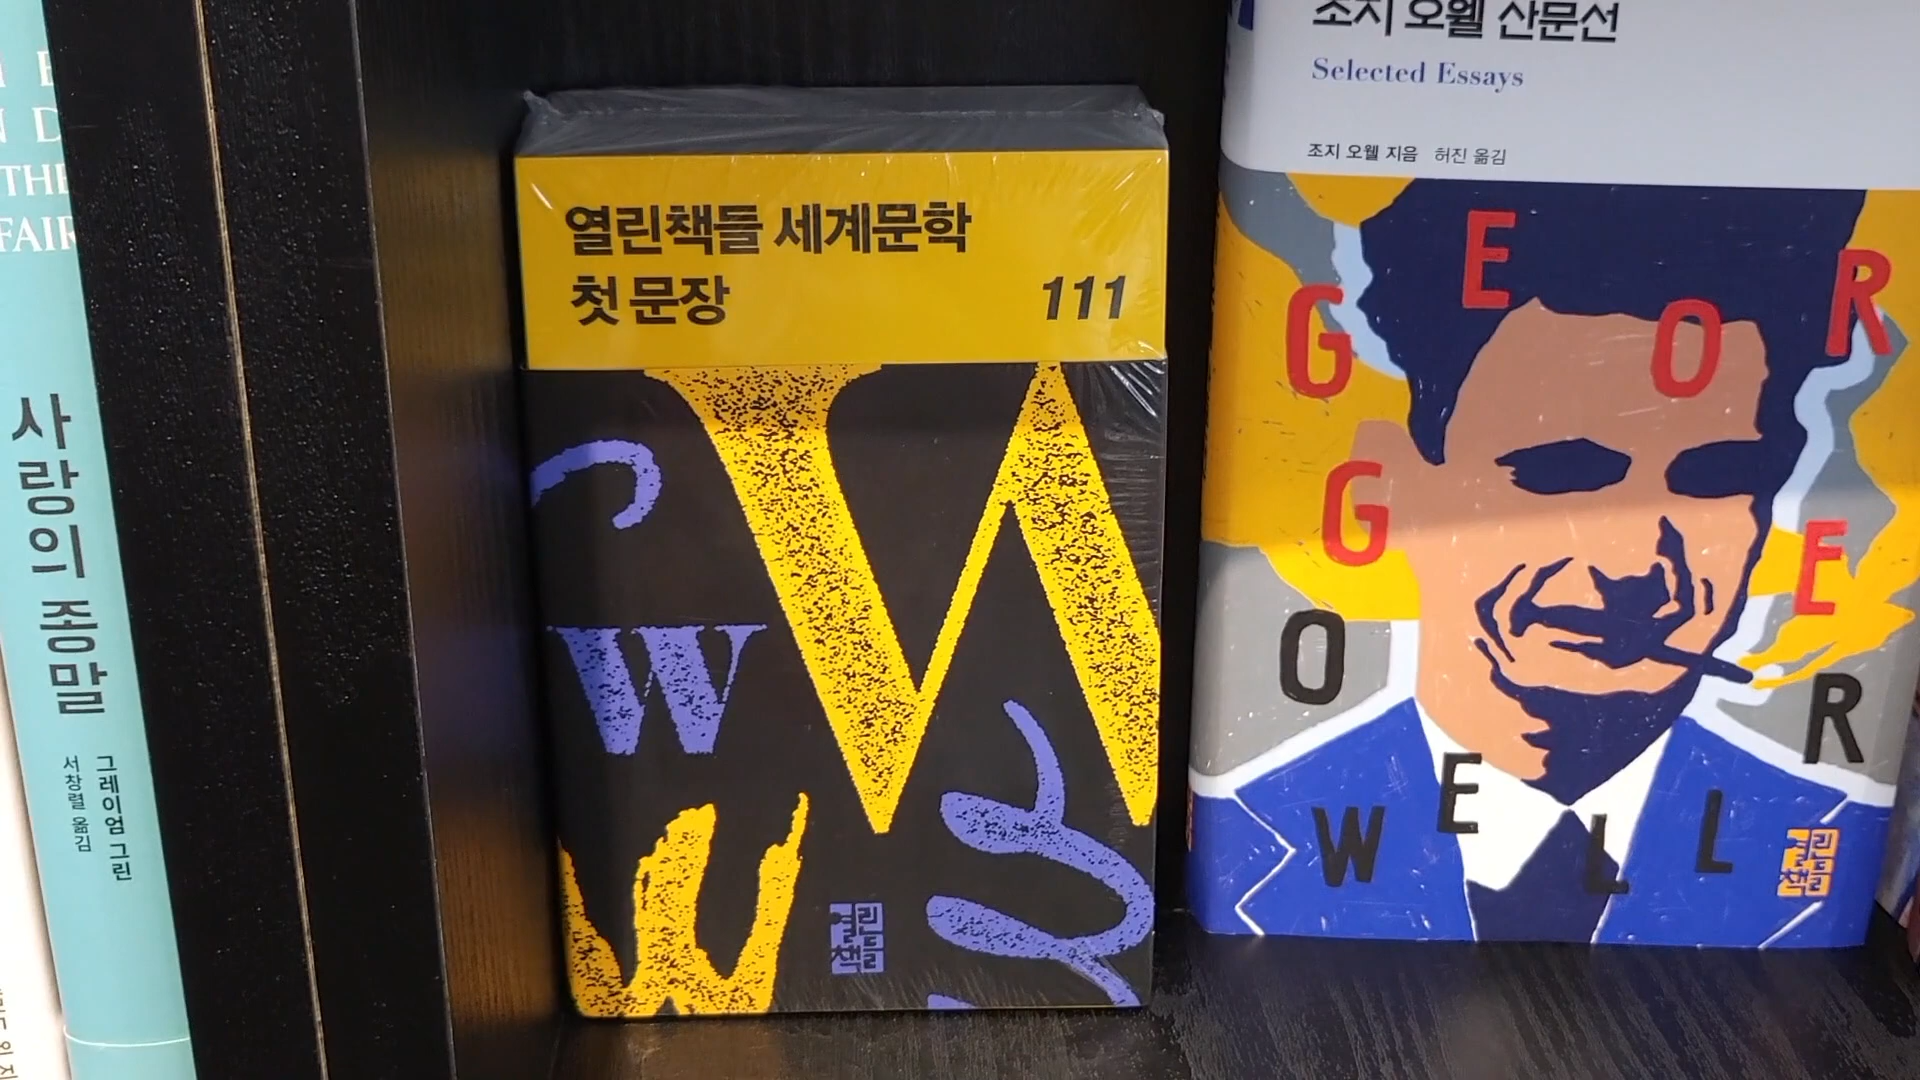 THE
FAIR
사랑의 종말
그레이엄 그린
서창렬 옮김
열린책들 세계문학
첫 문장
111
W
W
열린책들
조지 오웰 산문선
Selected Essays
조지 오웰 지음 허진 옮김
GEORGE
ORWELL
열린책들